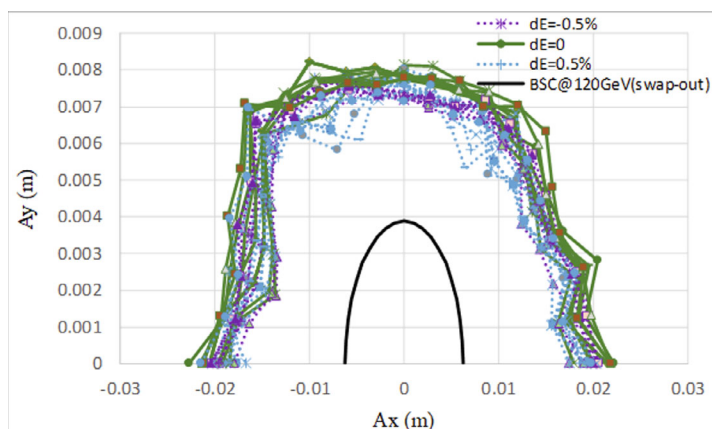 dE=-0.5%
dE=0
dE=0.5%
BSC@120GeV(swap-out)
0.009
0.008
0.007
0.006
0.005
0.004
0.003
0.002
0.001
0
Ay (m)
-0.03 -0.02 -0.01 0 0.01 0.02 0.03
Ax (m)